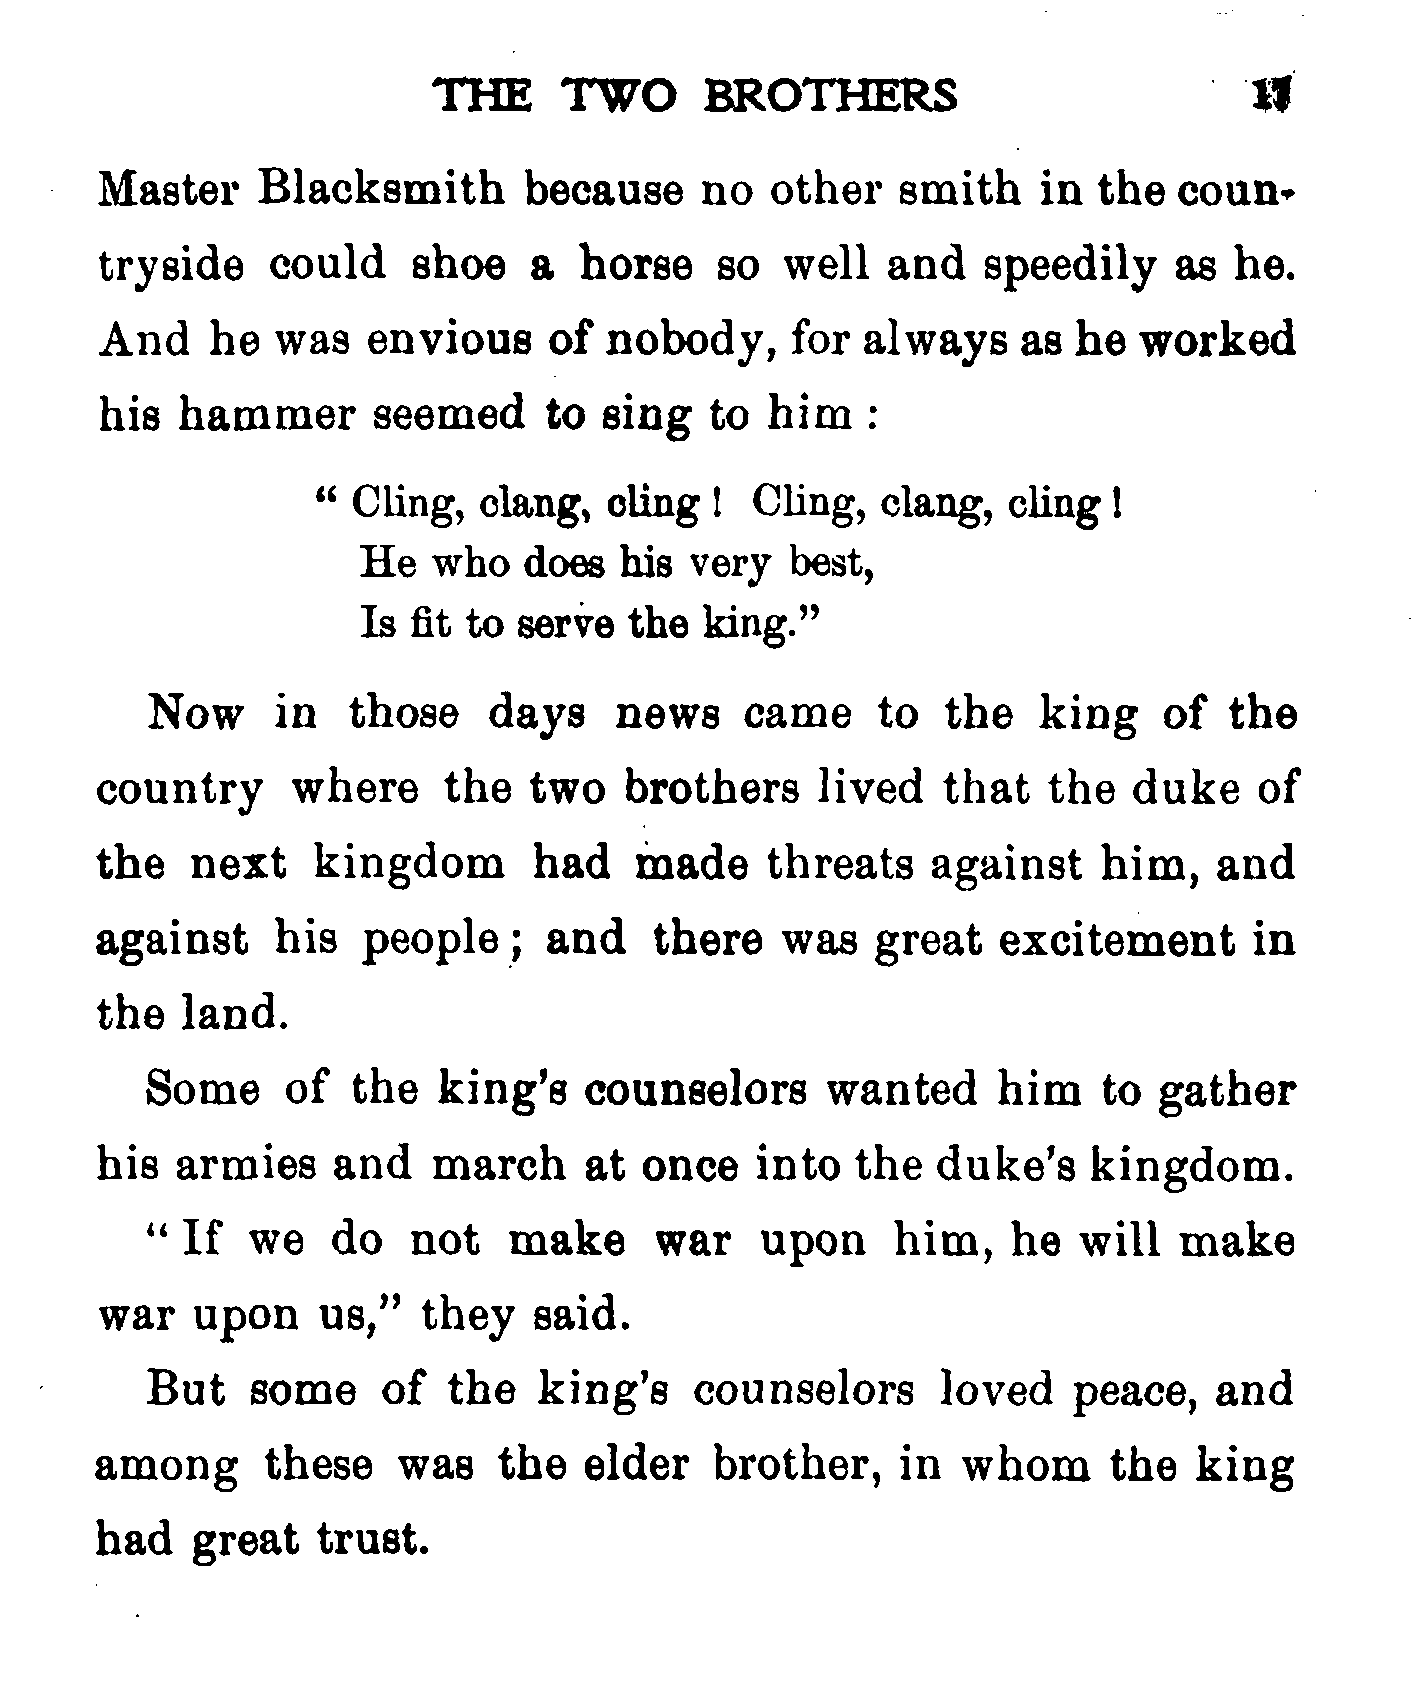 THE TWO BROTHERS
Master Blacksmith because no other smith in the coun-
tryside could shoe a horse so well and speedily as he.
And he was envious of nobody, for always as he worked
his hammer seemed to sing to him :
“ Cling, clang, cling ! Cling, clang, cling !
He who does his very best,
Is fit to serve the king.”
Now in those days news came to the king of the
country where the two brothers lived that the duke of
the next kingdom had made threats against him, and
against his people ; and there was great excitement in
the land.
Some of the king’s counselors wanted him to gather
his armies and march at once into the duke’s kingdom.
“ If we do not make war upon him, he will make
war upon us,” they said.
But some of the king’s counselors loved peace, and
among these was the elder brother, in whom the king
had great trust.